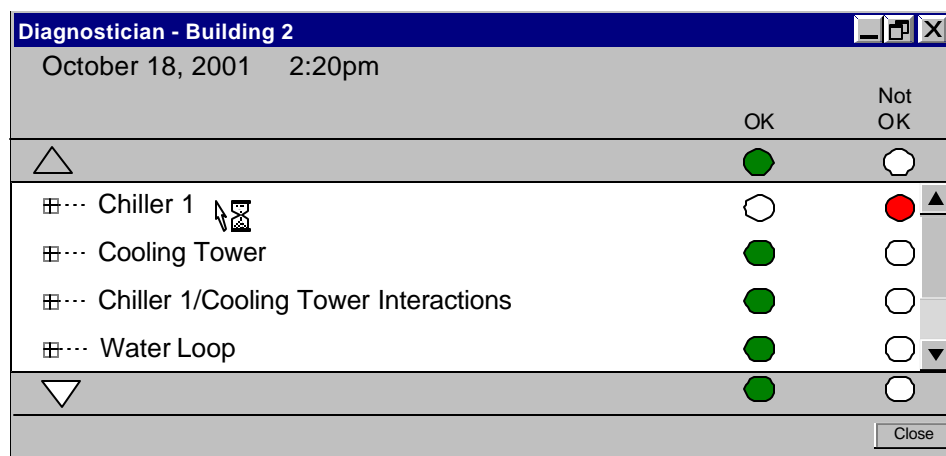 Diagnostician - Building 2
October 18, 2001 2:20pm
OK
Not
OK
Chiller 1
Cooling Tower
Chiller 1/Cooling Tower Interactions
Water Loop
Close